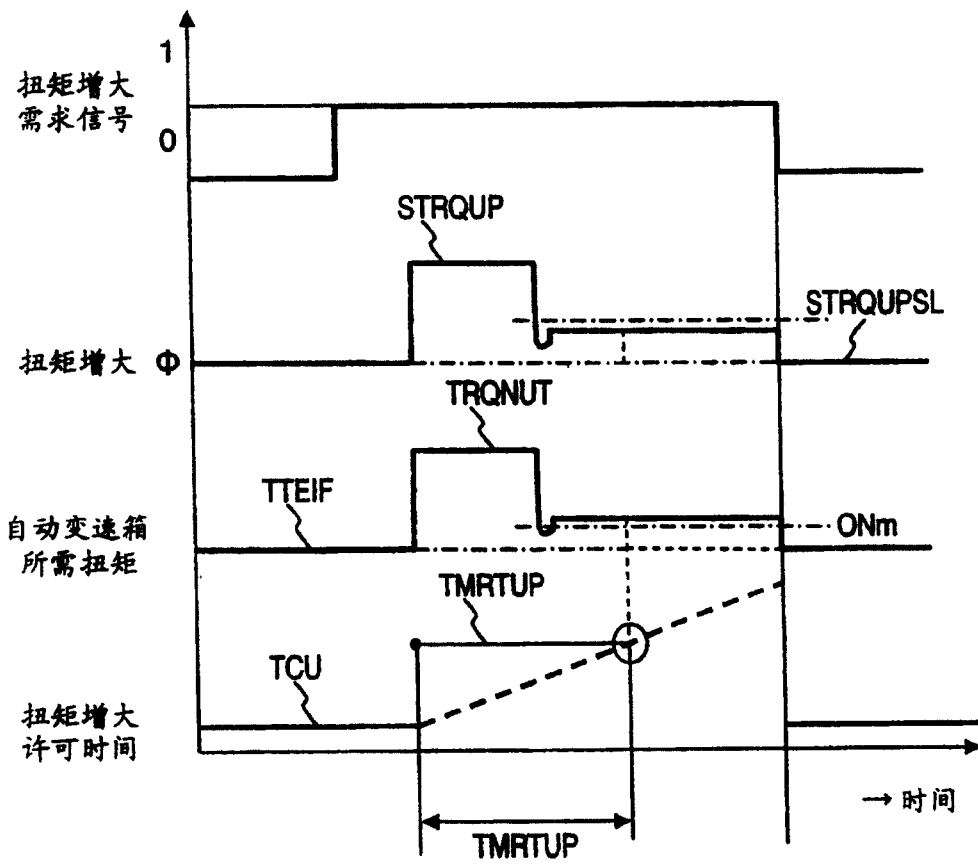 1
扭矩增大
需求信号
0
STRQUP
STRQUPSL
扭矩增大 Φ
TRQNUT
TTEIF
自动变速箱
所需扭矩
ONm
TMRTUP
TCU
扭矩增大
许可时间
→ 时间
TMRTUP